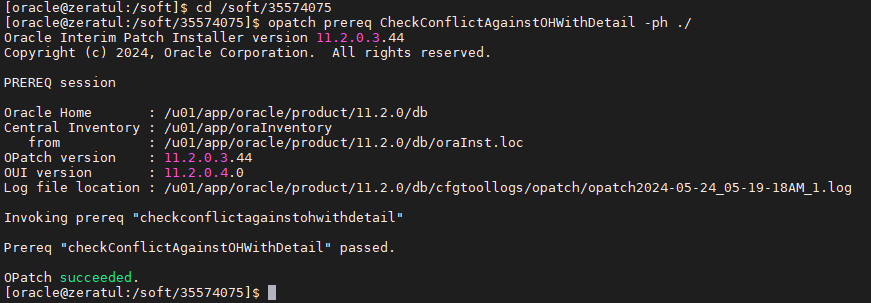 [oracle@zeratul:/soft]$ cd /soft/35574075
[oracle@zeratul:/soft/35574075]$ opatch prereq CheckConflictAgainstOHWithDetail -ph ./
Oracle Interim Patch Installer version 11.2.0.3.44
Copyright (c) 2024, Oracle Corporation.  All rights reserved.

PREREQ session

Oracle Home       : /u01/app/oracle/product/11.2.0/db
Central Inventory : /u01/app/oraInventory
   from           : /u01/app/oracle/product/11.2.0/db/oraInst.loc
OPatch version    : 11.2.0.3.44
OUI version       : 11.2.0.4.0
Log file location : /u01/app/oracle/product/11.2.0/db/cfgtoollogs/opatch/opatch2024-05-24_05-19-18AM_1.log

Invoking prereq "checkconflictagainstohwithdetail"

Prereq "checkConflictAgainstOHWithDetail" passed.

OPatch succeeded.
[oracle@zeratul:/soft/35574075]$